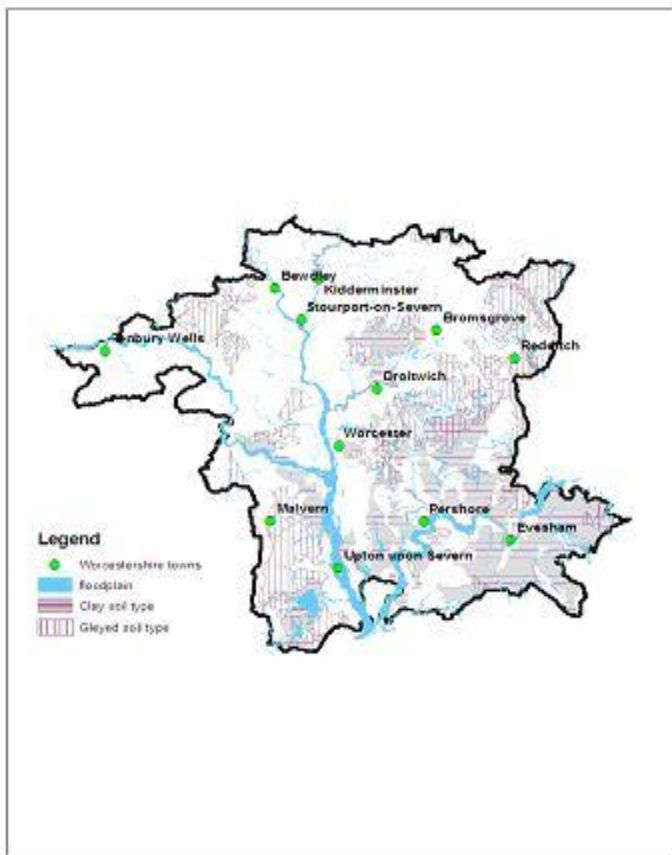 Bewdley
Kidderminster
Stourport-on-Severn
Bromsgrove
Redditch
Tenbury Wells
Droitwich
Worcester
Malvern
Pershore
Evesham
Upton upon Severn
Legend
Worcestershire towns
floodplain
Clay soil type
Gleyed soil type